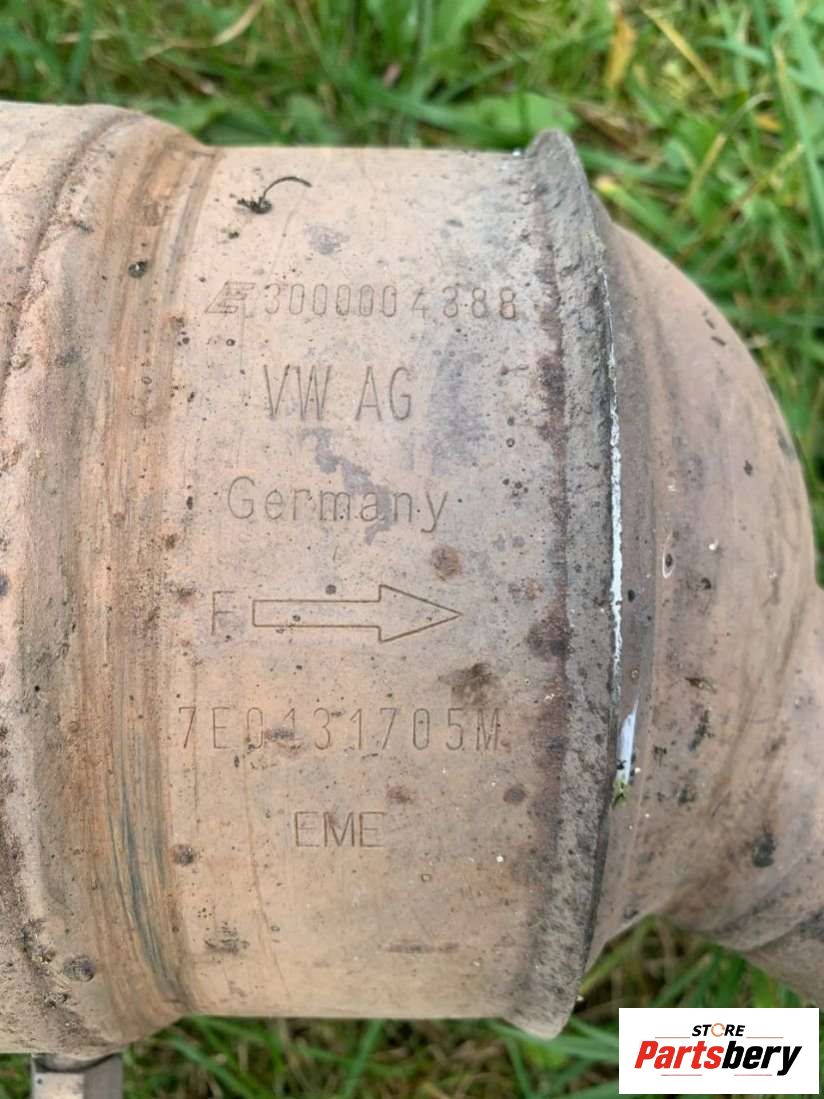 3000004388
VW AG
Germany
F
7E0131705M
EME
STORE
Partsbery